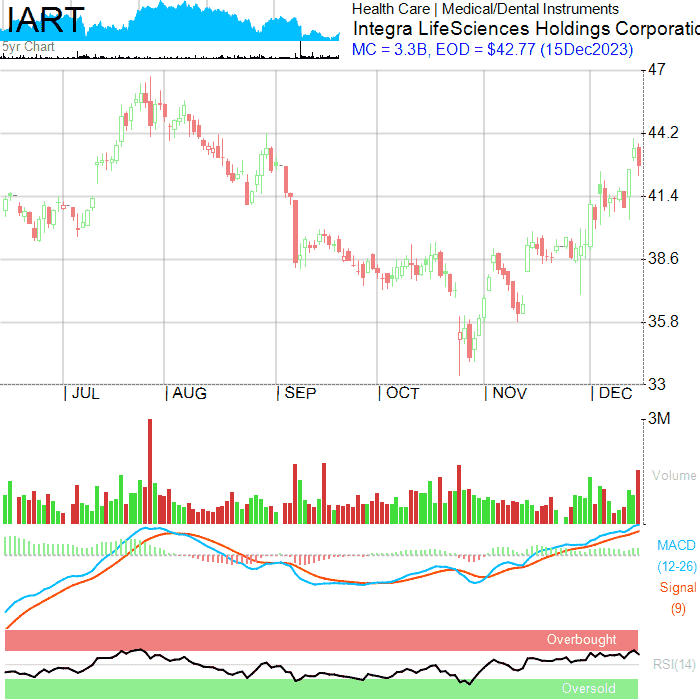 IART
5yr Chart
Health Care | Medical/Dental Instruments
Integra LifeSciences Holdings Corporatic
MC = 3.3B, EOD = $42.77 (15Dec2023)
47
44.2
41.4
38.6
35.8
33
| JUL | AUG | SEP | OCT | NOV | DEC
3M
Volume
MACD
(12-26)
Signal
(9)
Overbought
RSI(14)
Oversold